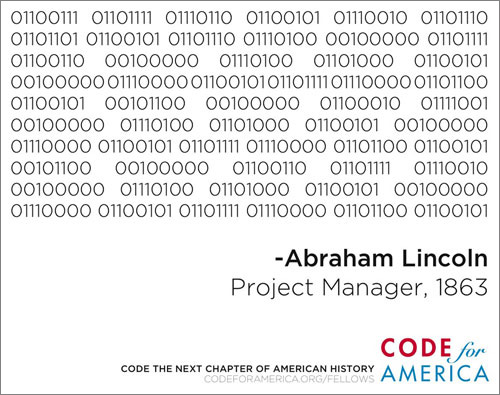 01100111 01101111 01110110 01100101 01110010 01101110
01101101 01100101 01101110 01110100 00100000 01101111
01100110 00100000 01110100 01101000 01100101
00100000 01110000 01100101 01101111 01110000 01101100
01100101 00101100 00100000 01100010 01111001
00100000 01110100 01101000 01100101 00100000
01110000 01100101 01101111 01110000 01101100 01100101
00101100 00100000 01100110 01101111 01110010
00100000 01110100 01101000 01100101 00100000
01110000 01100101 01101111 01110000 01101100 01100101
-Abraham Lincoln
Project Manager, 1863
CODE for
AMERICA
CODE THE NEXT CHAPTER OF AMERICAN HISTORY
CODEFORAMERICA.ORG/FELLOWS